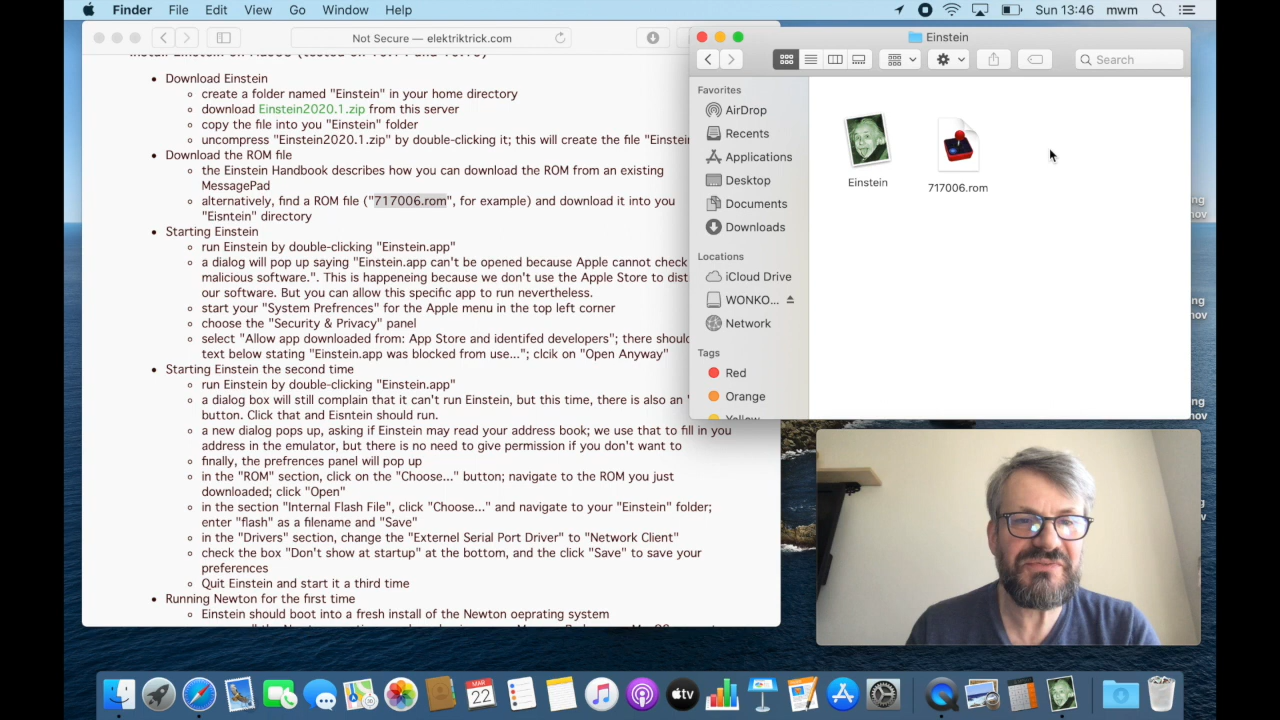 Finder File Edit View Go Window Help Sun 13:46 mwm
Not Secure — elektriktrick.com
Download Einstein
create a folder named "Einstein" in your home directory
download Einstein2020.1.zip from this server
copy the file into you "Einstein" folder
uncompress "Einstein2020.1.zip" by double-clicking it; this will create the file "Einstein
Download the ROM file
the Einstein Handbook describes how you can download the ROM from an existing
MessagePad
alternatively, find a ROM file ("717006.rom", for example) and download it into you
"Eisntein" directory
Starting Einstein
run Einstein by double-clicking "Einstein.app"
a dialog will pop up saying "Einstein.app can't be opened because Apple cannot check
malicious software.". This is happeneing because we don't use the Apple Store to dist
our software. But you can allow this specific app to run nevertheless.
start your "System Prefences" for the Apple menu in the top left corner
choose the "Security & Privacy" panel
select "Allow app downloaded from: App Store and identifed developers"; there should
text below stating "Einstein.app was blocked from use..."; clcik on "Open Anyway"
Starting Einstein the second time
run Einstein by double-clicking "Einstein.app"
a dialog box will still complain that it can't run Einstein, but this time, there is also an
button. Click that and Eisntein should run.
a new dialog pops up, asking if Einstein may read your address book; we use that to fill in you
address in the emulator, but there is no need to give permission if you don't want to
finally, the prefrences panel will pop up
in the "ROM" section, click on the "Choose..." button; navigate to the ROM you just
downloaded; click "Open"
in the section "Internal Flash File", click "Choose..." and navigate to your "Einstein" folder;
enter "flash" as a filename and "Save"
in the "Drivers" section, change the "Externel Seriel Port Driver" to "Network Client".
check the box "Don't show at startup" at the bottom, and the click "Save" to save your
preferences
Quit Einstein and start it a third time
Running Newton for the first time
Einstein should boot into a fresh install of the Newton oeprating system
Einstein
Search
Favorites
AirDrop
Recents
Applications
Desktop
Documents
Downloads
Locations
iCloud Drive
WONKO...
Network
Tags
Red
Orange
Yellow
Einstein
717006.rom
ng
nov
ng
nov
ng
nov
MAR
tv